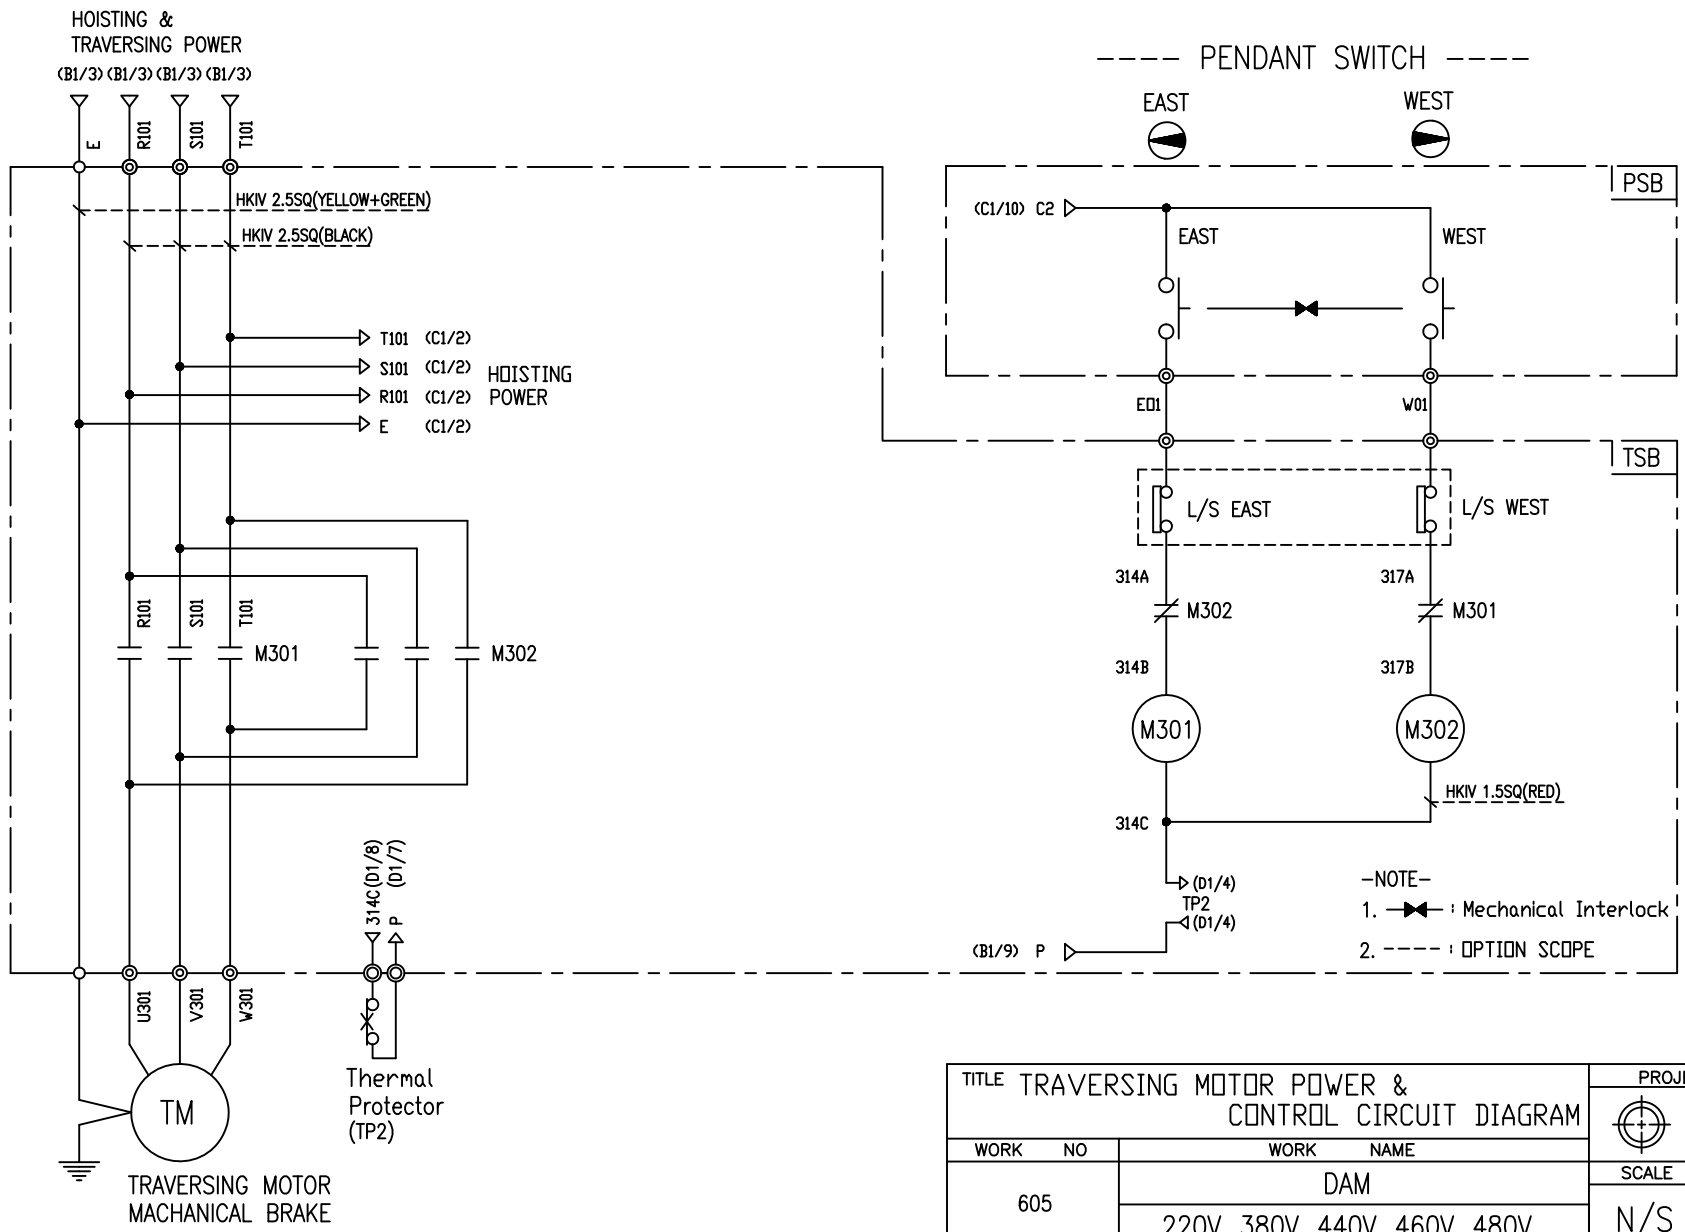 HOISTING &
TRAVERSING POWER
(B1/3) (B1/3) (B1/3) (B1/3)
E
R101
S101
T101
HKIV 2.5SQ(YELLOW+GREEN)
HKIV 2.5SQ(BLACK)
T101 (C1/2)
S101 (C1/2)
R101 (C1/2)
E (C1/2)
HOISTING
POWER
R101
S101
T101
M301
M302
314C(D1/8)
P (D1/7)
U301
V301
W301
TM
Thermal
Protector
(TP2)
TRAVERSING MOTOR
MACHANICAL BRAKE
---- PENDANT SWITCH ----
EAST
WEST
PSB
(C1/10) C2
EAST
WEST
E01
W01
TSB
L/S EAST
L/S WEST
314A
317A
M302
M301
314B
317B
M301
M302
HKIV 1.5SQ(RED)
314C
(D1/4)
TP2
(D1/4)
(B1/9) P
-NOTE-
1. : Mechanical Interlock
2. ---- : OPTION SCOPE
TITLE TRAVERSING MOTOR POWER &
CONTROL CIRCUIT DIAGRAM
PROJE
WORK NO
WORK NAME
605
DAM
SCALE
N/S
220V 380V 440V 460V 480V